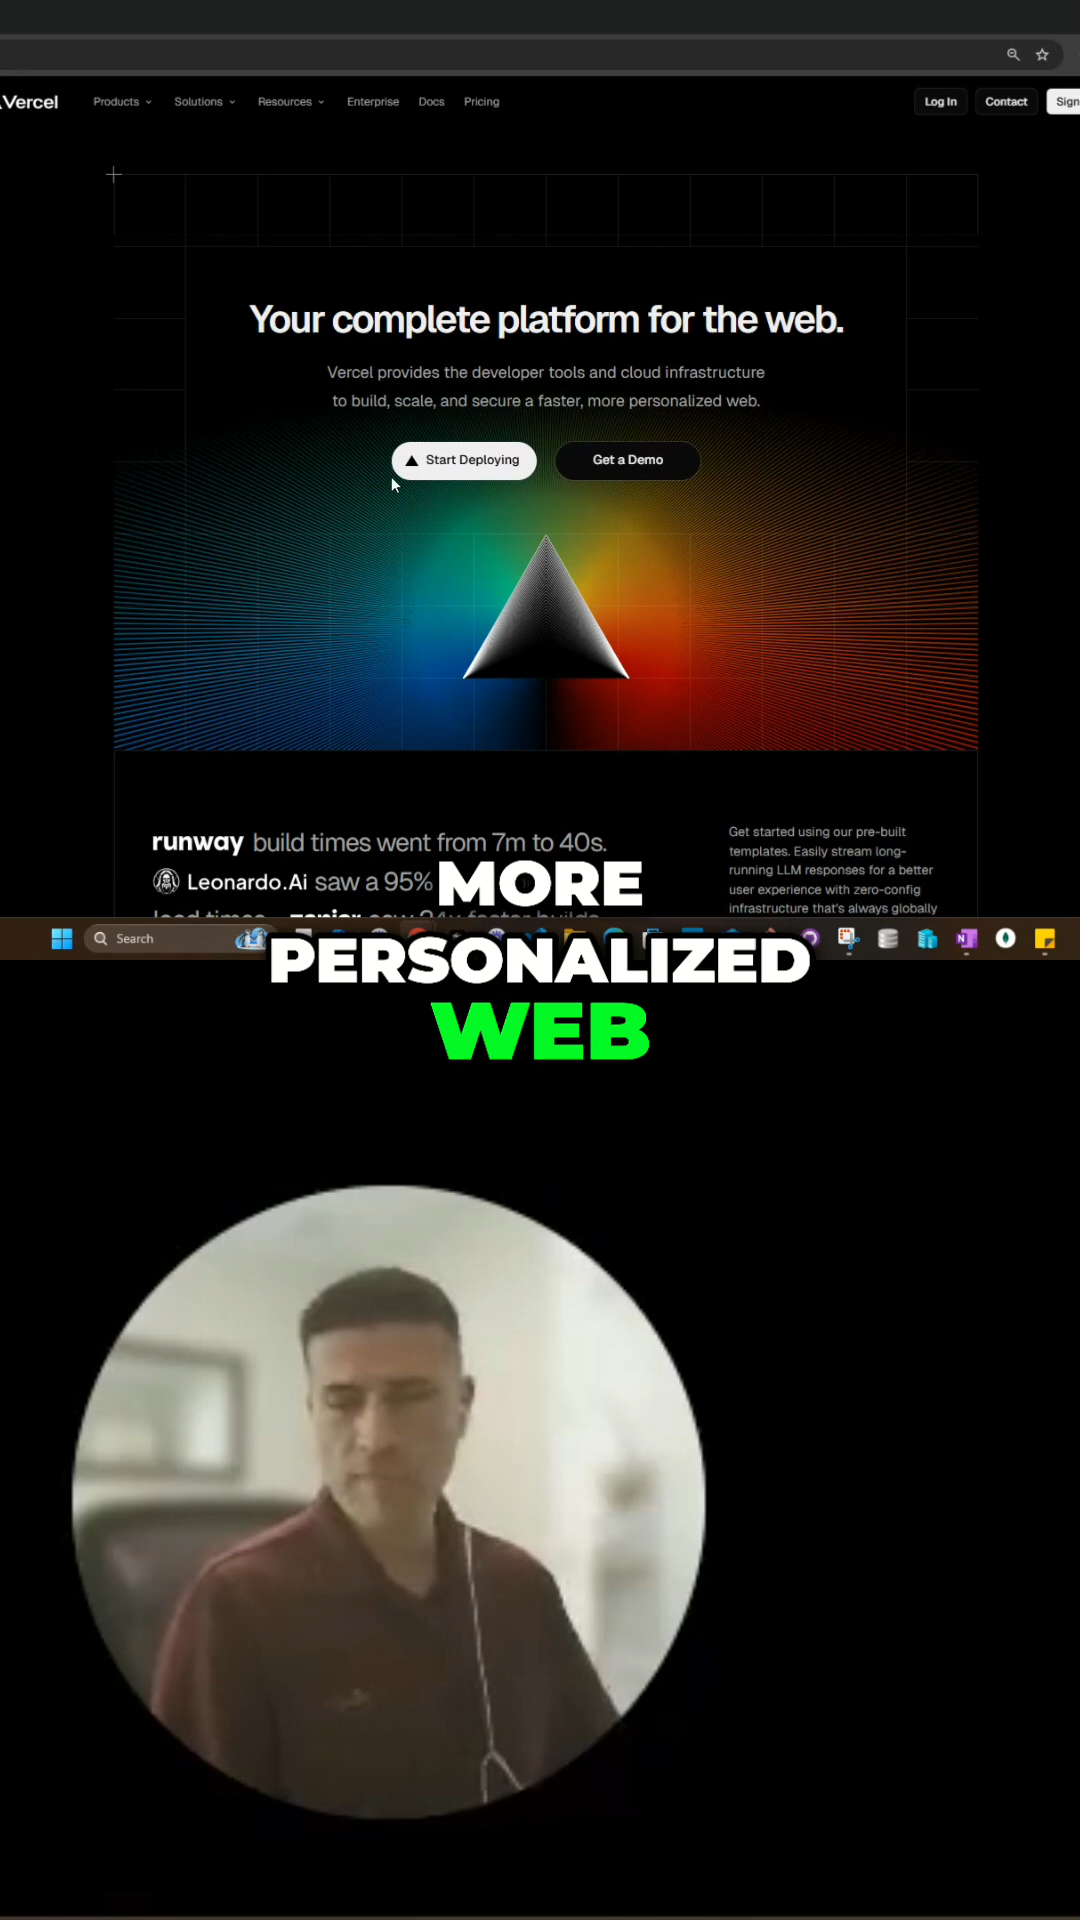 Vercel
Products
Solutions
Resources
Enterprise
Docs
Pricing
Log In
Contact
Sign
Your complete platform for the web.
Vercel provides the developer tools and cloud infrastructure
to build, scale, and secure a faster, more personalized web.
Start Deploying
Get a Demo
runway build times went from 7m to 40s.
Leonardo.Ai saw a 95%
Get started using our pre-built
templates. Easily stream long-
running LLM responses for a better
user experience with zero-config
infrastructure that's always globally
Search
MORE
PERSONALIZED
WEB